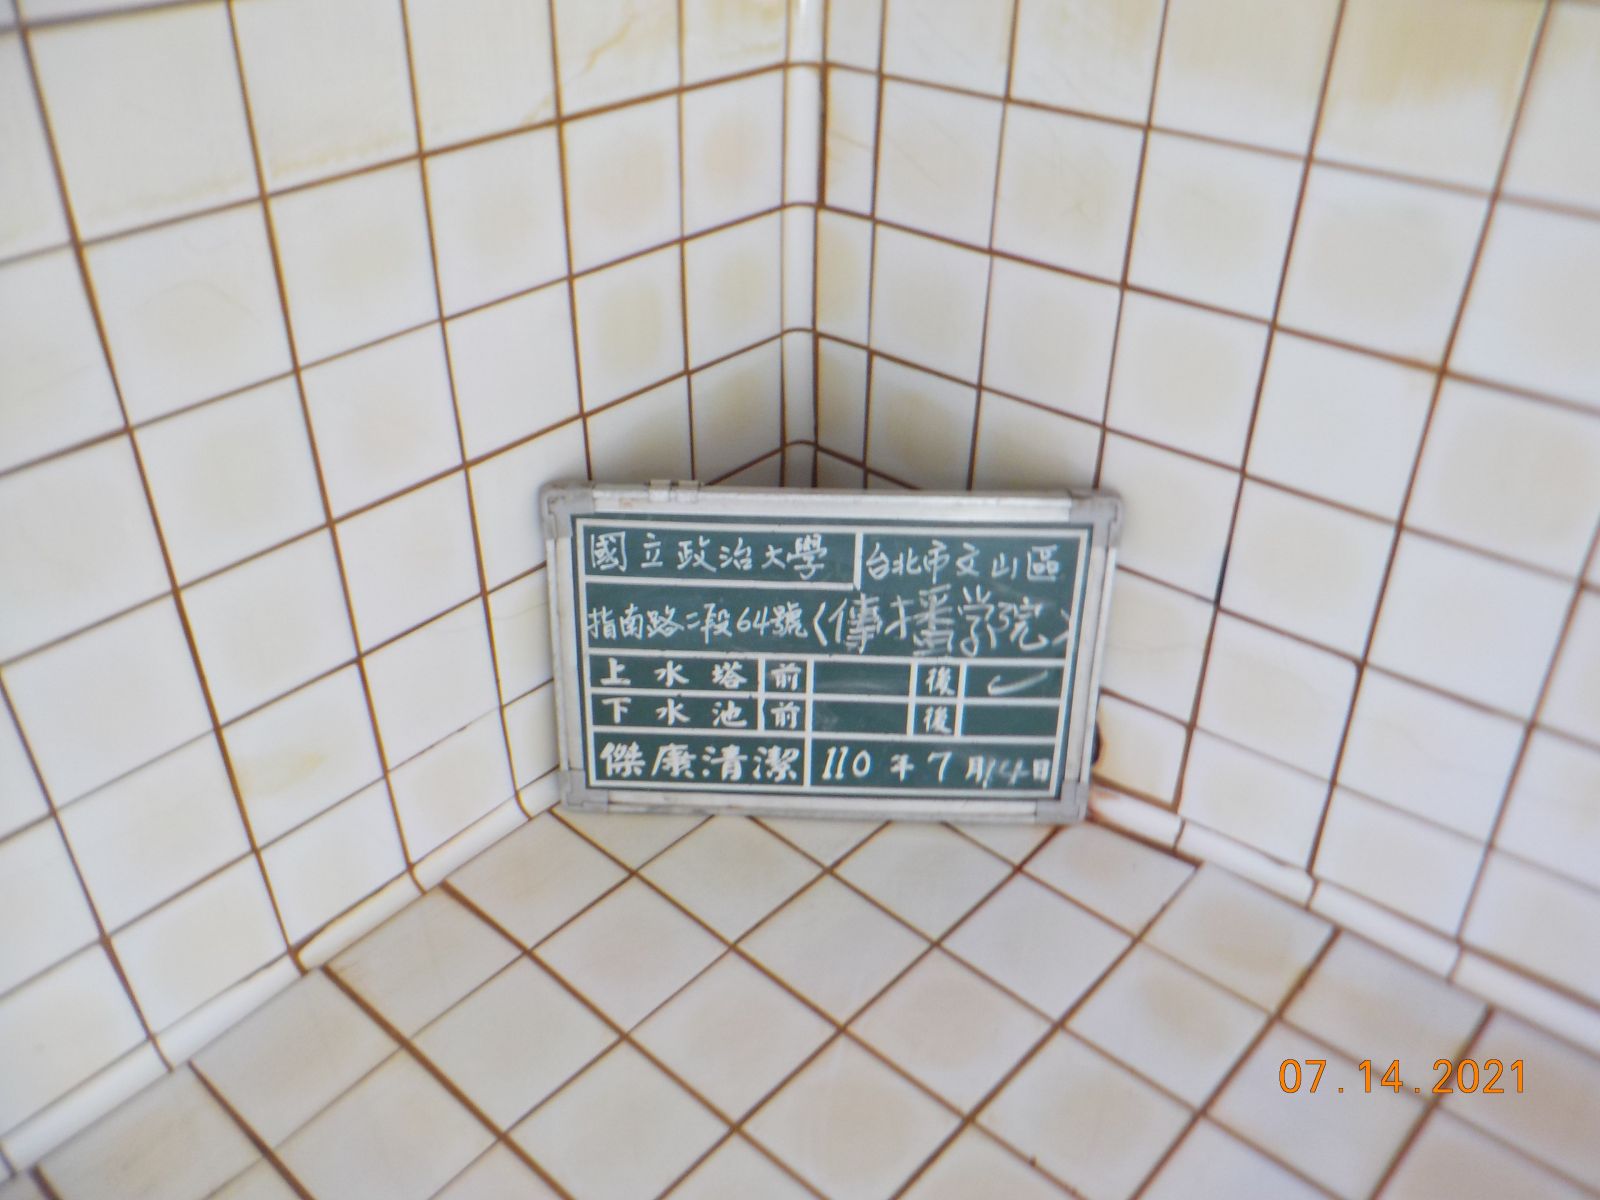 國立政治大學 台北市文山區
指南路二段64號〈傳播学院〉
上水塔 前 後 ✓
下水池 前 後
傑廉清潔 110年7月14日
07.14.2021